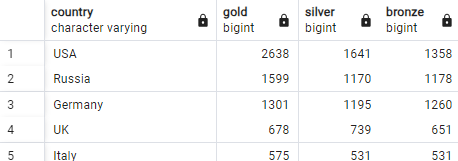 country gold silver bronze
character varying bigint bigint bigint
1 USA 2638 1641 1358
2 Russia 1599 1170 1178
3 Germany 1301 1195 1260
4 UK 678 739 651
5 Italy 575 531 531